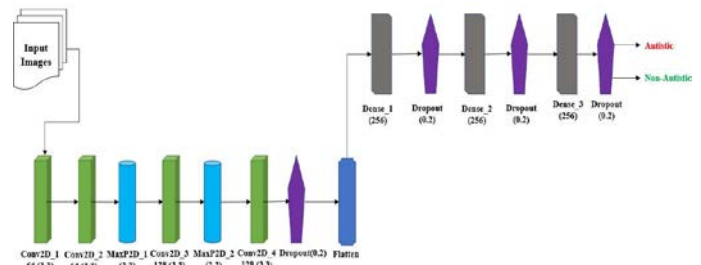 Input
Images
Dense_1
(256)
Dropout
(0.2)
Dense_2
(256)
Dropout
(0.2)
Dense_3
(256)
Dropout
(0.2)
Autistic
Non-Autistic
Conv2D_1
Conv2D_2
MaxP2D_1
Conv2D_3
MaxP2D_2
Conv2D_4
Dropout(0.2)
Flatten